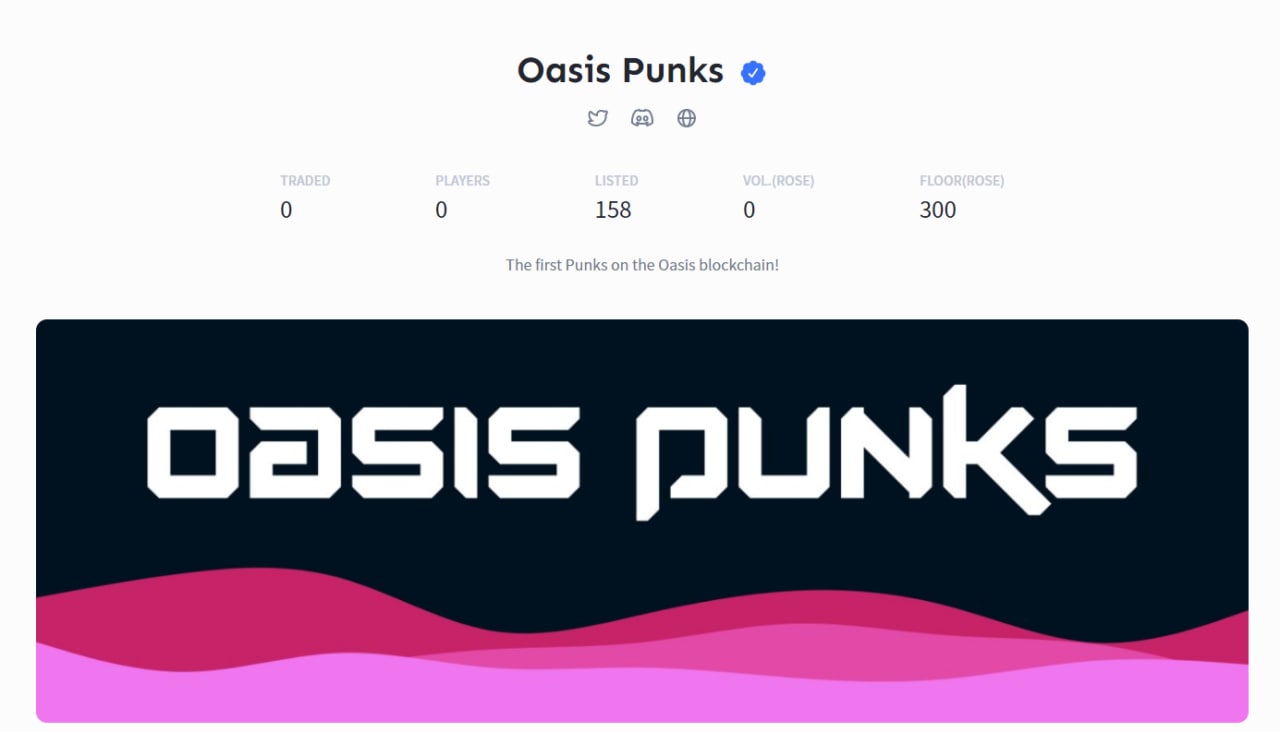 Oasis Punks
TRADED PLAYERS LISTED VOL.(ROSE) FLOOR(ROSE)
0 0 158 0 300
The first Punks on the Oasis blockchain!
oasis punks